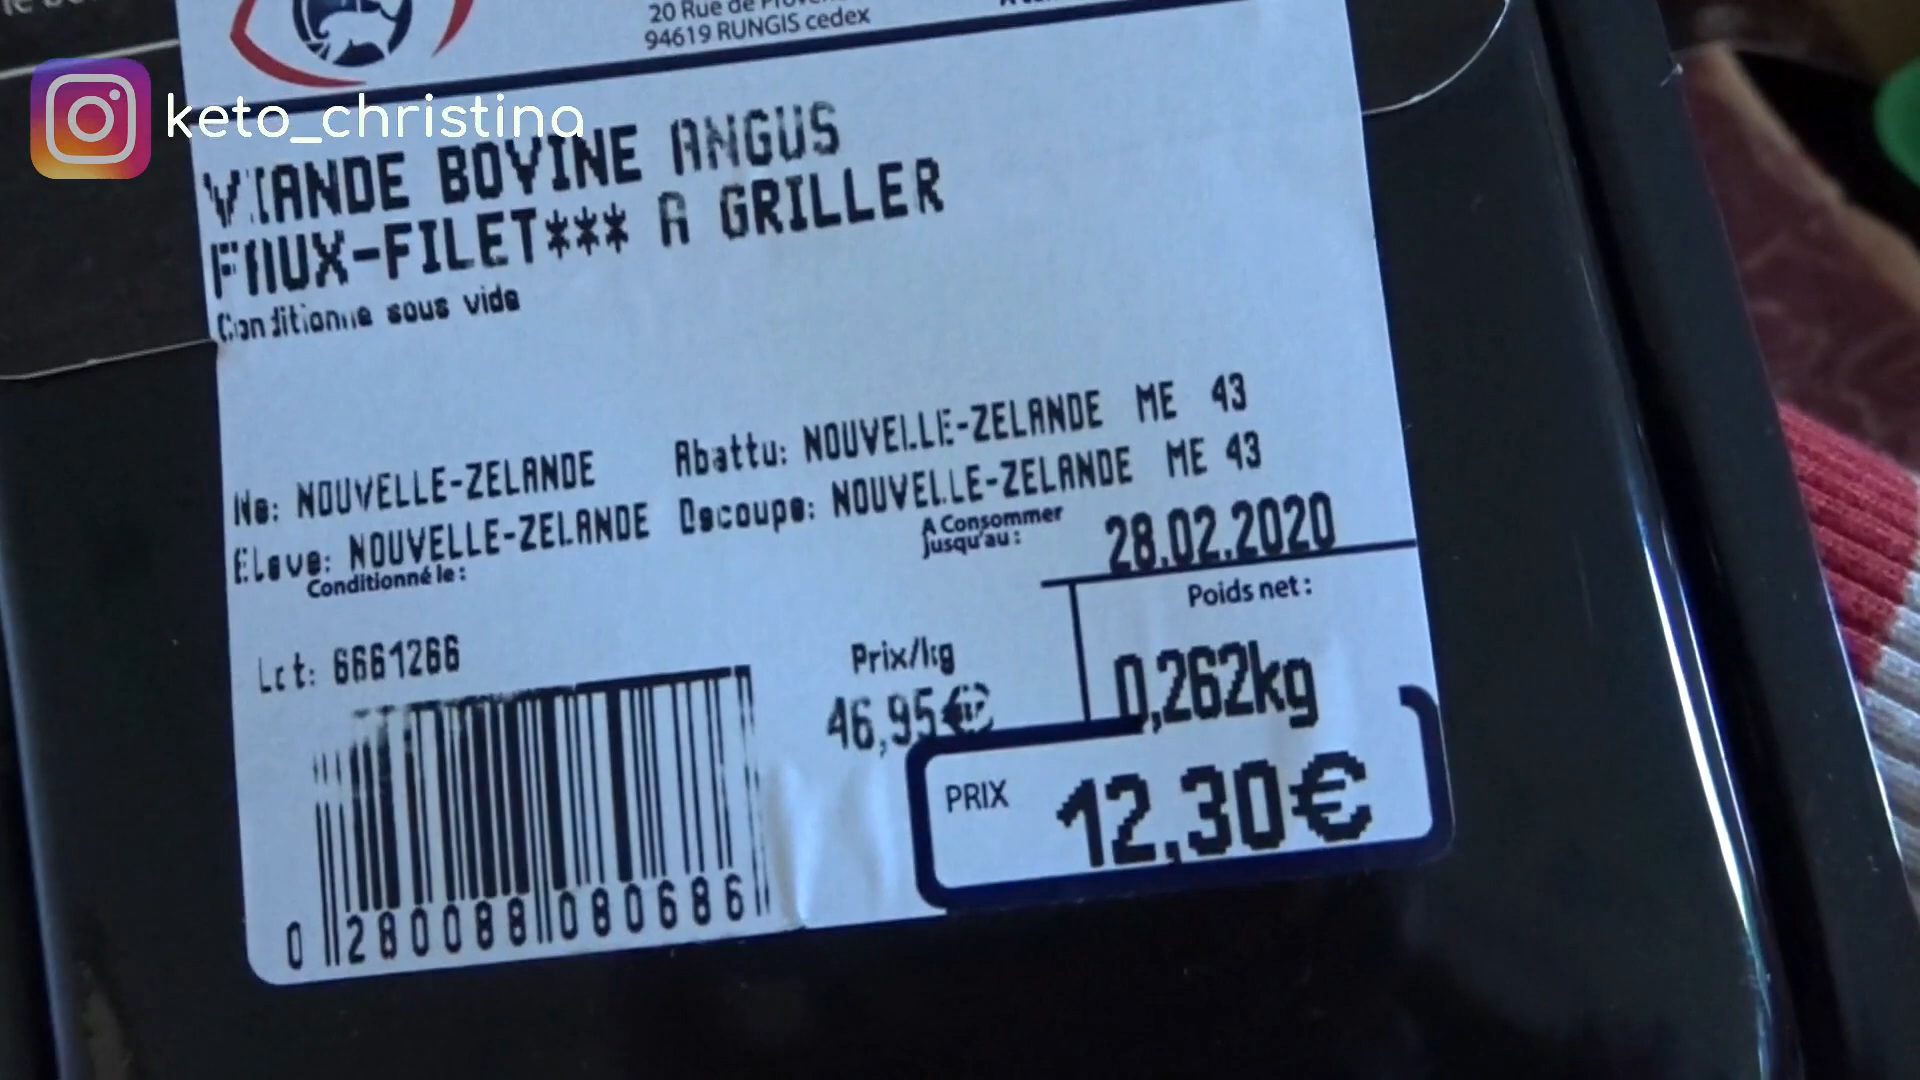 20 Rue de
94619 RUNGIS cedex
keto_christina
VIANDE BOVINE ANGUS
FAUX-FILET*** A GRILLER
Conditionne sous vide
Ne: NOUVELLE-ZELANDE Abattu: NOUVELLE-ZELANDE ME 43
Eleve: NOUVELLE-ZELANDE Decoupe: NOUVELLE-ZELANDE ME 43
Conditionné le :
A Consommer
Jusqu'au :
28.02.2020
Poids net :
Lot: 6661266
Prix/kg
46,95€
0,262kg
PRIX 12,30€
0 280088 080686